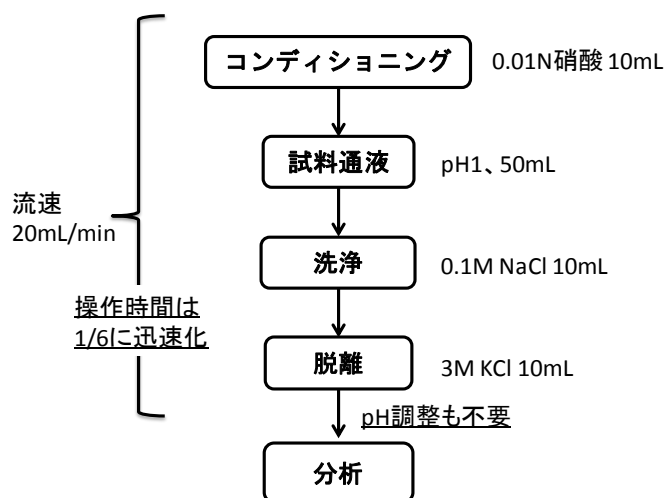 コンディショニング
0.01N硝酸 10mL
試料通液
pH1、50mL
流速
20mL/min
洗浄
0.1M NaCl 10mL
操作時間は
1/6に迅速化
脱離
3M KCl 10mL
pH調整も不要
分析